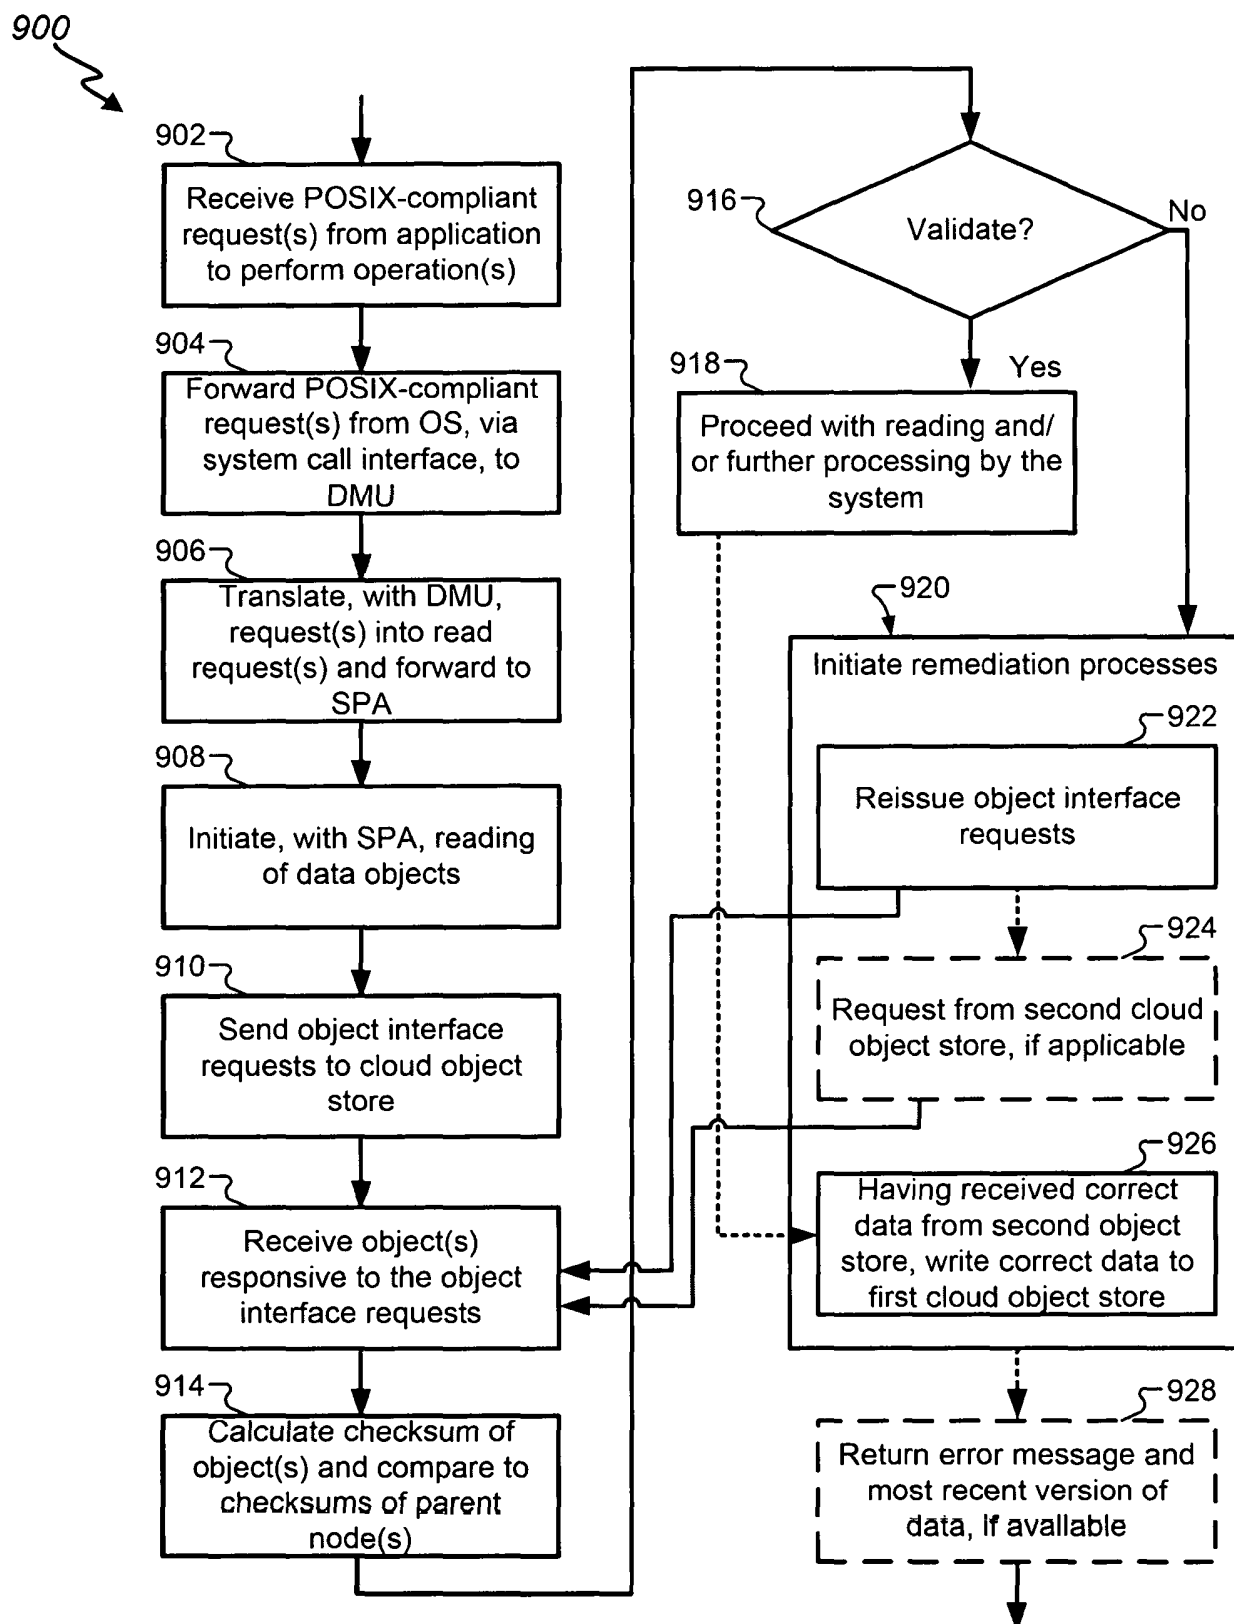 900
902
Receive POSIX-compliant
request(s) from application
to perform operation(s)
904
Forward POSIX-compliant
request(s) from OS, via
system call interface, to
DMU
906
Translate, with DMU,
request(s) into read
request(s) and forward to
SPA
908
Initiate, with SPA, reading
of data objects
910
Send object interface
requests to cloud object
store
912
Receive object(s)
responsive to the object
interface requests
914
Calculate checksum of
object(s) and compare to
checksums of parent
node(s)
916
Validate?
No
Yes
918
Proceed with reading and/
or further processing by the
system
920
Initiate remediation processes
922
Reissue object interface
requests
924
Request from second cloud
object store, if applicable
926
Having received correct
data from second object
store, write correct data to
first cloud object store
928
Return error message and
most recent version of
data, if available